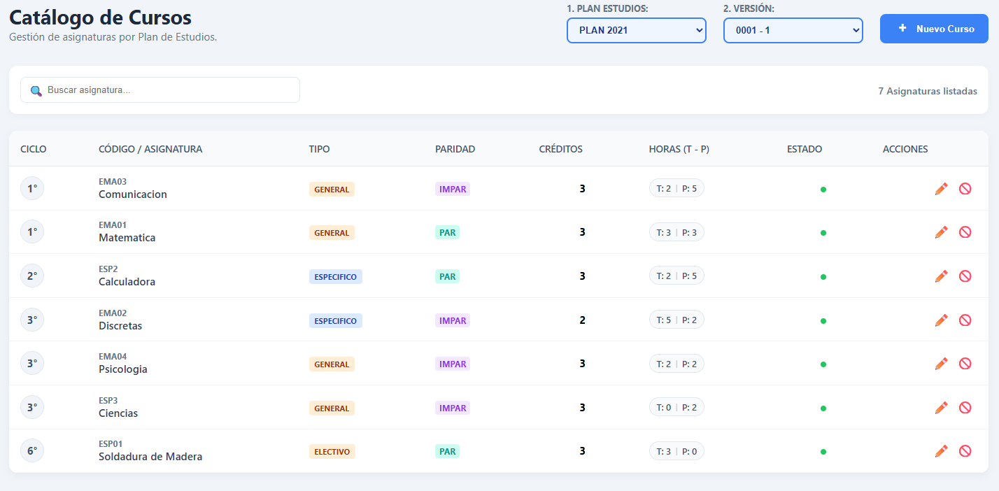 Catálogo de Cursos
Gestión de asignaturas por Plan de Estudios.
1. PLAN ESTUDIOS:
PLAN 2021
2. VERSIÓN:
0001 - 1
+ Nuevo Curso
Buscar asignatura...
7 Asignaturas listadas
CICLO CÓDIGO / ASIGNATURA TIPO PARIDAD CRÉDITOS HORAS (T - P) ESTADO ACCIONES
1° EMA03 Comunicacion GENERAL IMPAR 3 T: 2 | P: 5
1° EMA01 Matematica GENERAL PAR 3 T: 3 | P: 3
2° ESP2 Calculadora ESPECIFICO PAR 3 T: 2 | P: 5
3° EMA02 Discretas ESPECIFICO IMPAR 2 T: 5 | P: 2
3° EMA04 Psicologia GENERAL IMPAR 3 T: 2 | P: 2
3° ESP3 Ciencias GENERAL IMPAR 3 T: 0 | P: 2
6° ESP01 Soldadura de Madera ELECTIVO PAR 3 T: 3 | P: 0